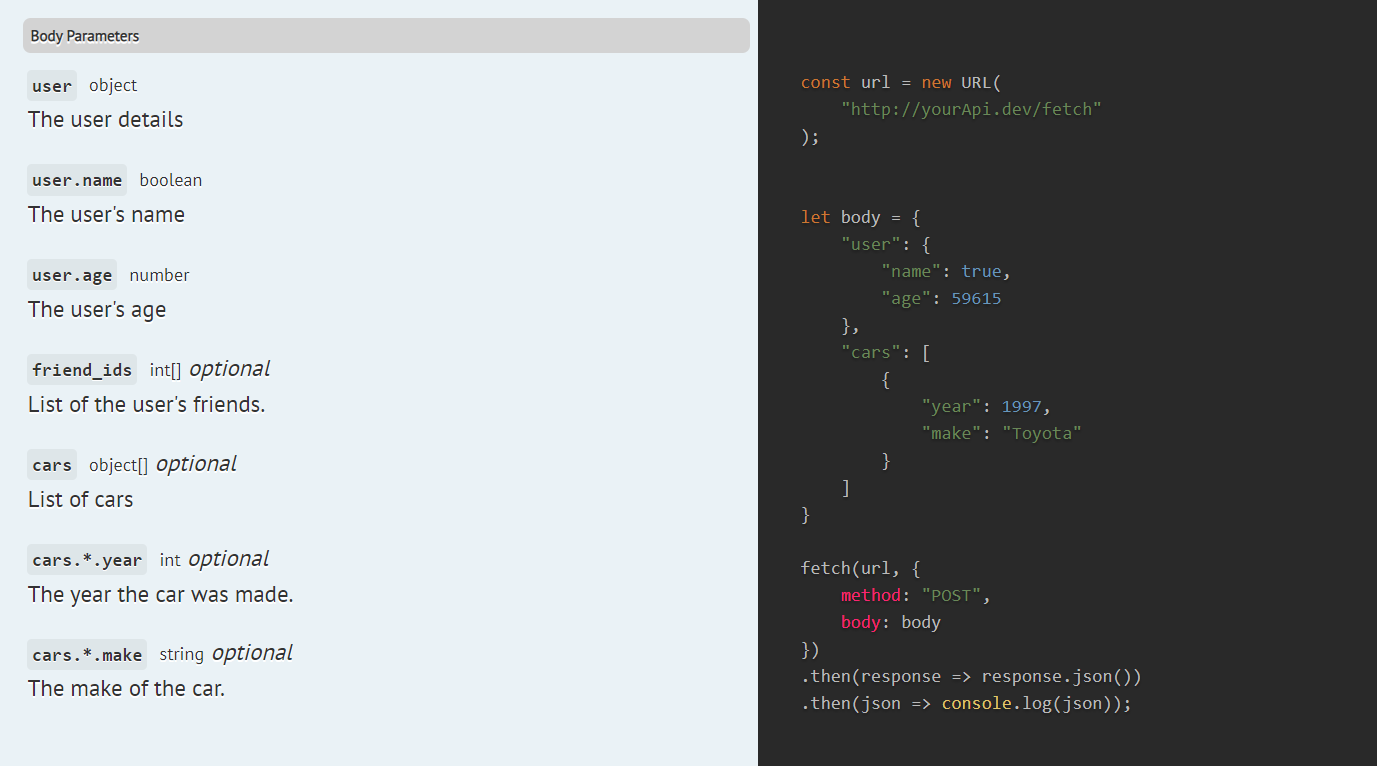 Body Parameters
user object
The user details
user.name boolean
The user's name
user.age number
The user's age
friend_ids int[] optional
List of the user's friends.
cars object[] optional
List of cars
cars.*.year int optional
The year the car was made.
cars.*.make string optional
The make of the car.
const url = new URL(
    "http://yourApi.dev/fetch"
);
let body = {
    "user": {
        "name": true,
        "age": 59615
    },
    "cars": [
        {
            "year": 1997,
            "make": "Toyota"
        }
    ]
}
fetch(url, {
    method: "POST",
    body: body
})
.then(response => response.json())
.then(json => console.log(json));